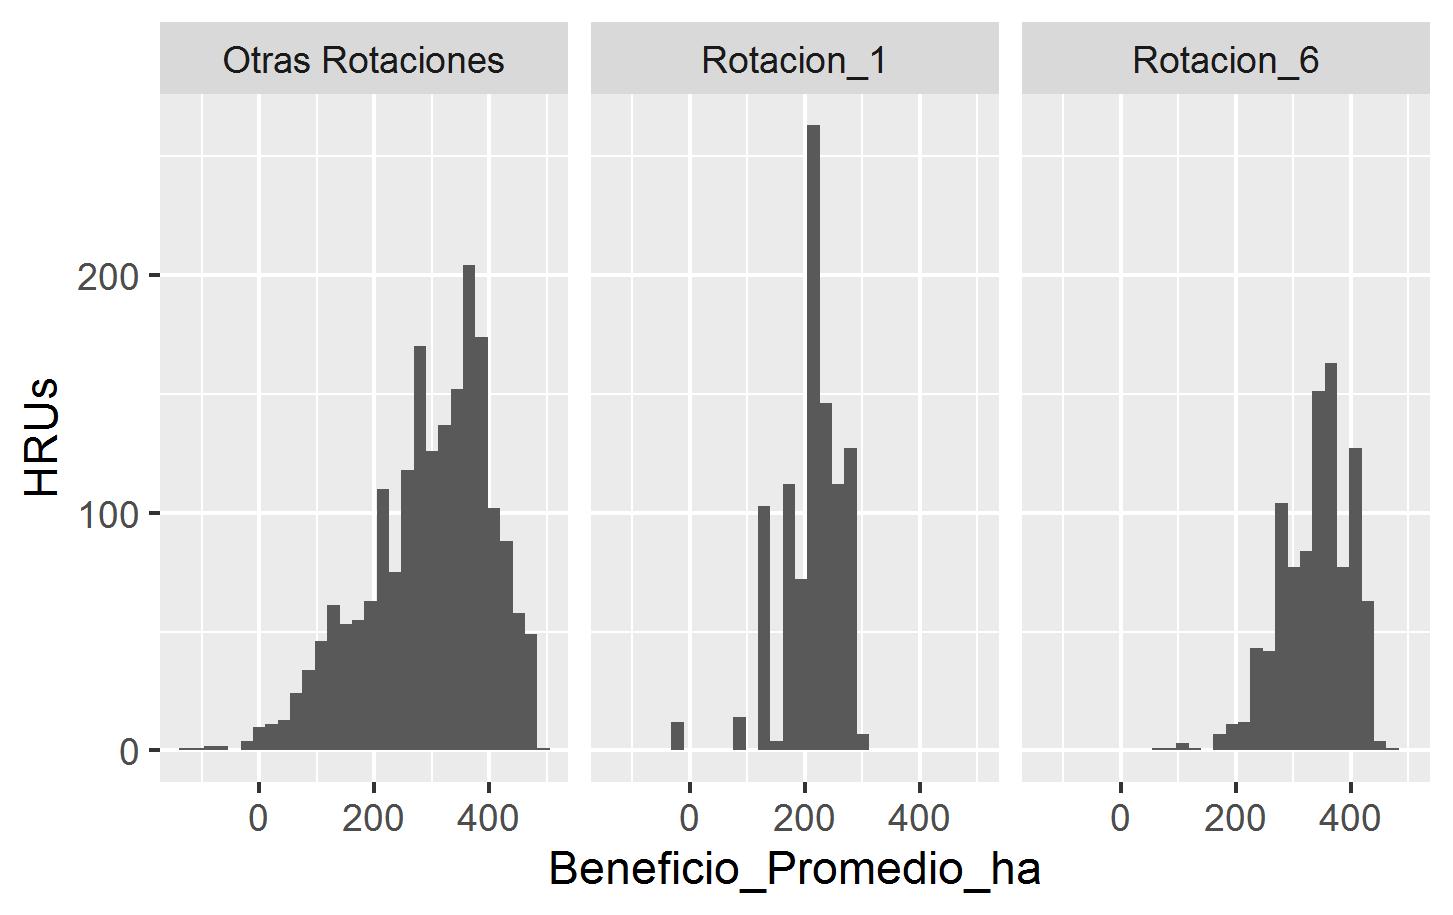 Otras Rotaciones Rotacion_1 Rotacion_6
200
100
0
0 200 400 0 200 400 0 200 400
Beneficio_Promedio_ha
HRUs